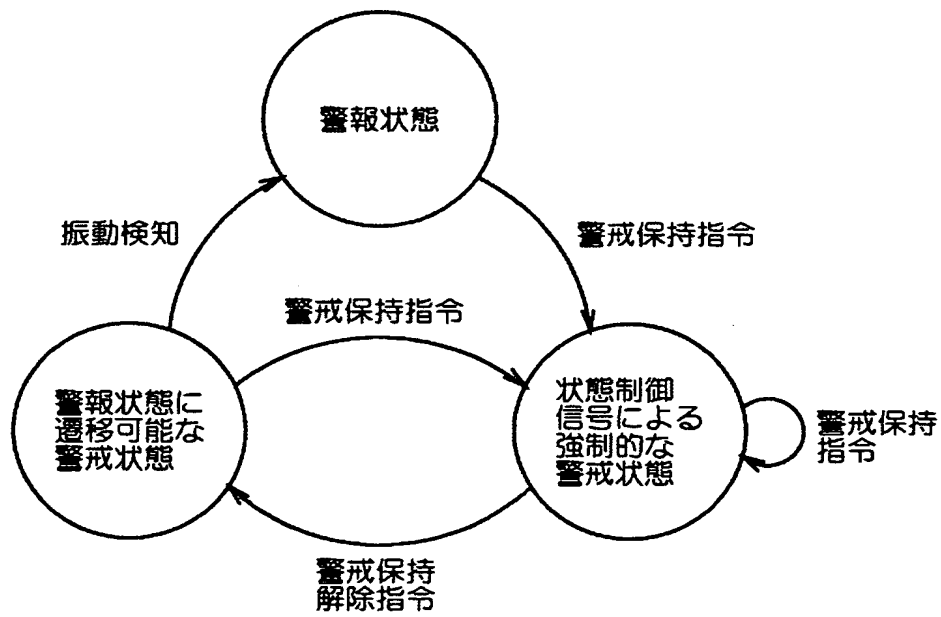 警報状態
振動検知
警戒保持指令
警戒保持指令
警報状態に
遷移可能な
警戒状態
状態制御
信号による
強制的な
警戒状態
警戒保持
指令
警戒保持
解除指令